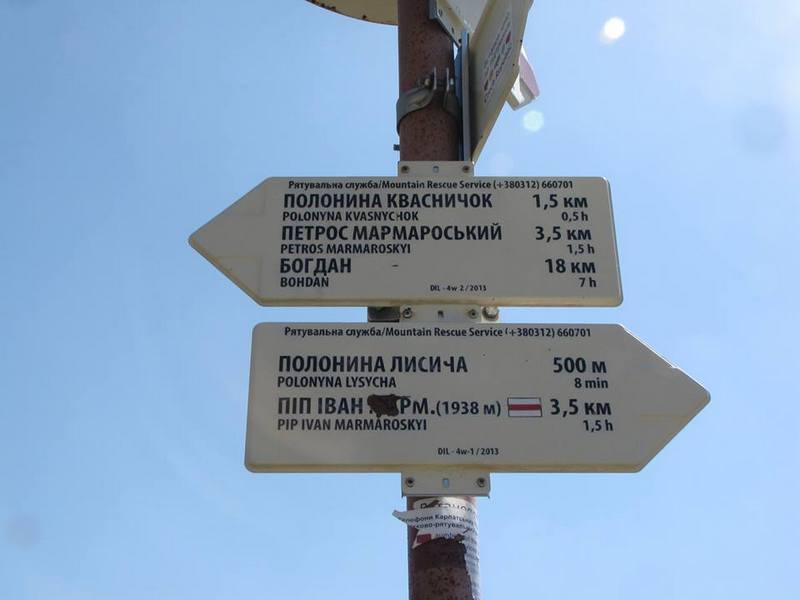 Рятувальна служба/Mountain Rescue Service (+380312) 660701
ПОЛОНИНА КВАСНИЧОК 1,5 км
POLONYNA KVASNYCHOK 0,5 h
ПЕТРОС МАРМАРОСЬКИЙ 3,5 км
PETROS MARMAROSKYI 1,5 h
БОГДАН 18 км
BOHDAN 7 h
DIL - 4w 2 / 2013
Рятувальна служба/Mountain Rescue Service (+380312) 660701
ПОЛОНИНА ЛИСИЧА 500 м
POLONYNA LYSYCHA 8 min
ПІП ІВАН РМ. (1938 м) 3,5 км
PIP IVAN MARMAROSKYI 1,5 h
DIL - 4w-1 / 2013